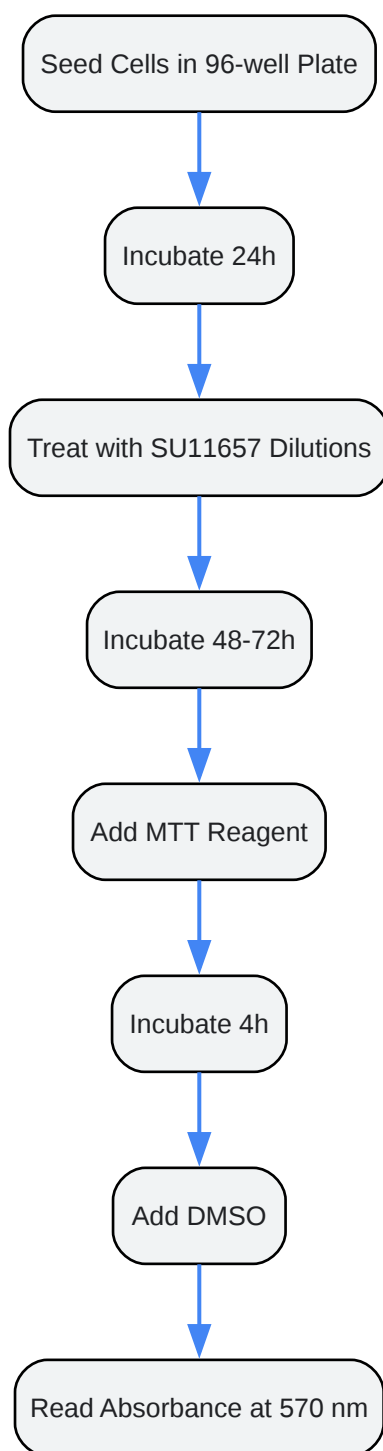 Seed Cells in 96-well Plate
Incubate 24h
Treat with SU11657 Dilutions
Incubate 48-72h
Add MTT Reagent
Incubate 4h
Add DMSO
Read Absorbance at 570 nm